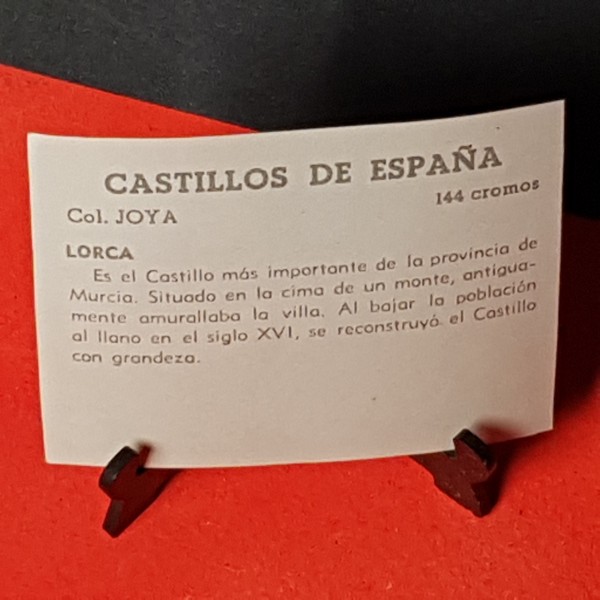 CASTILLOS DE ESPAÑA
Col. JOYA
144 cromos
LORCA
Es el Castillo más importante de la provincia de
Murcia. Situado en la cima de un monte, antigua-
mente amurallaba la villa. Al bajar la población
al llano en el siglo XVI, se reconstruyó el Castillo
con grandeza.